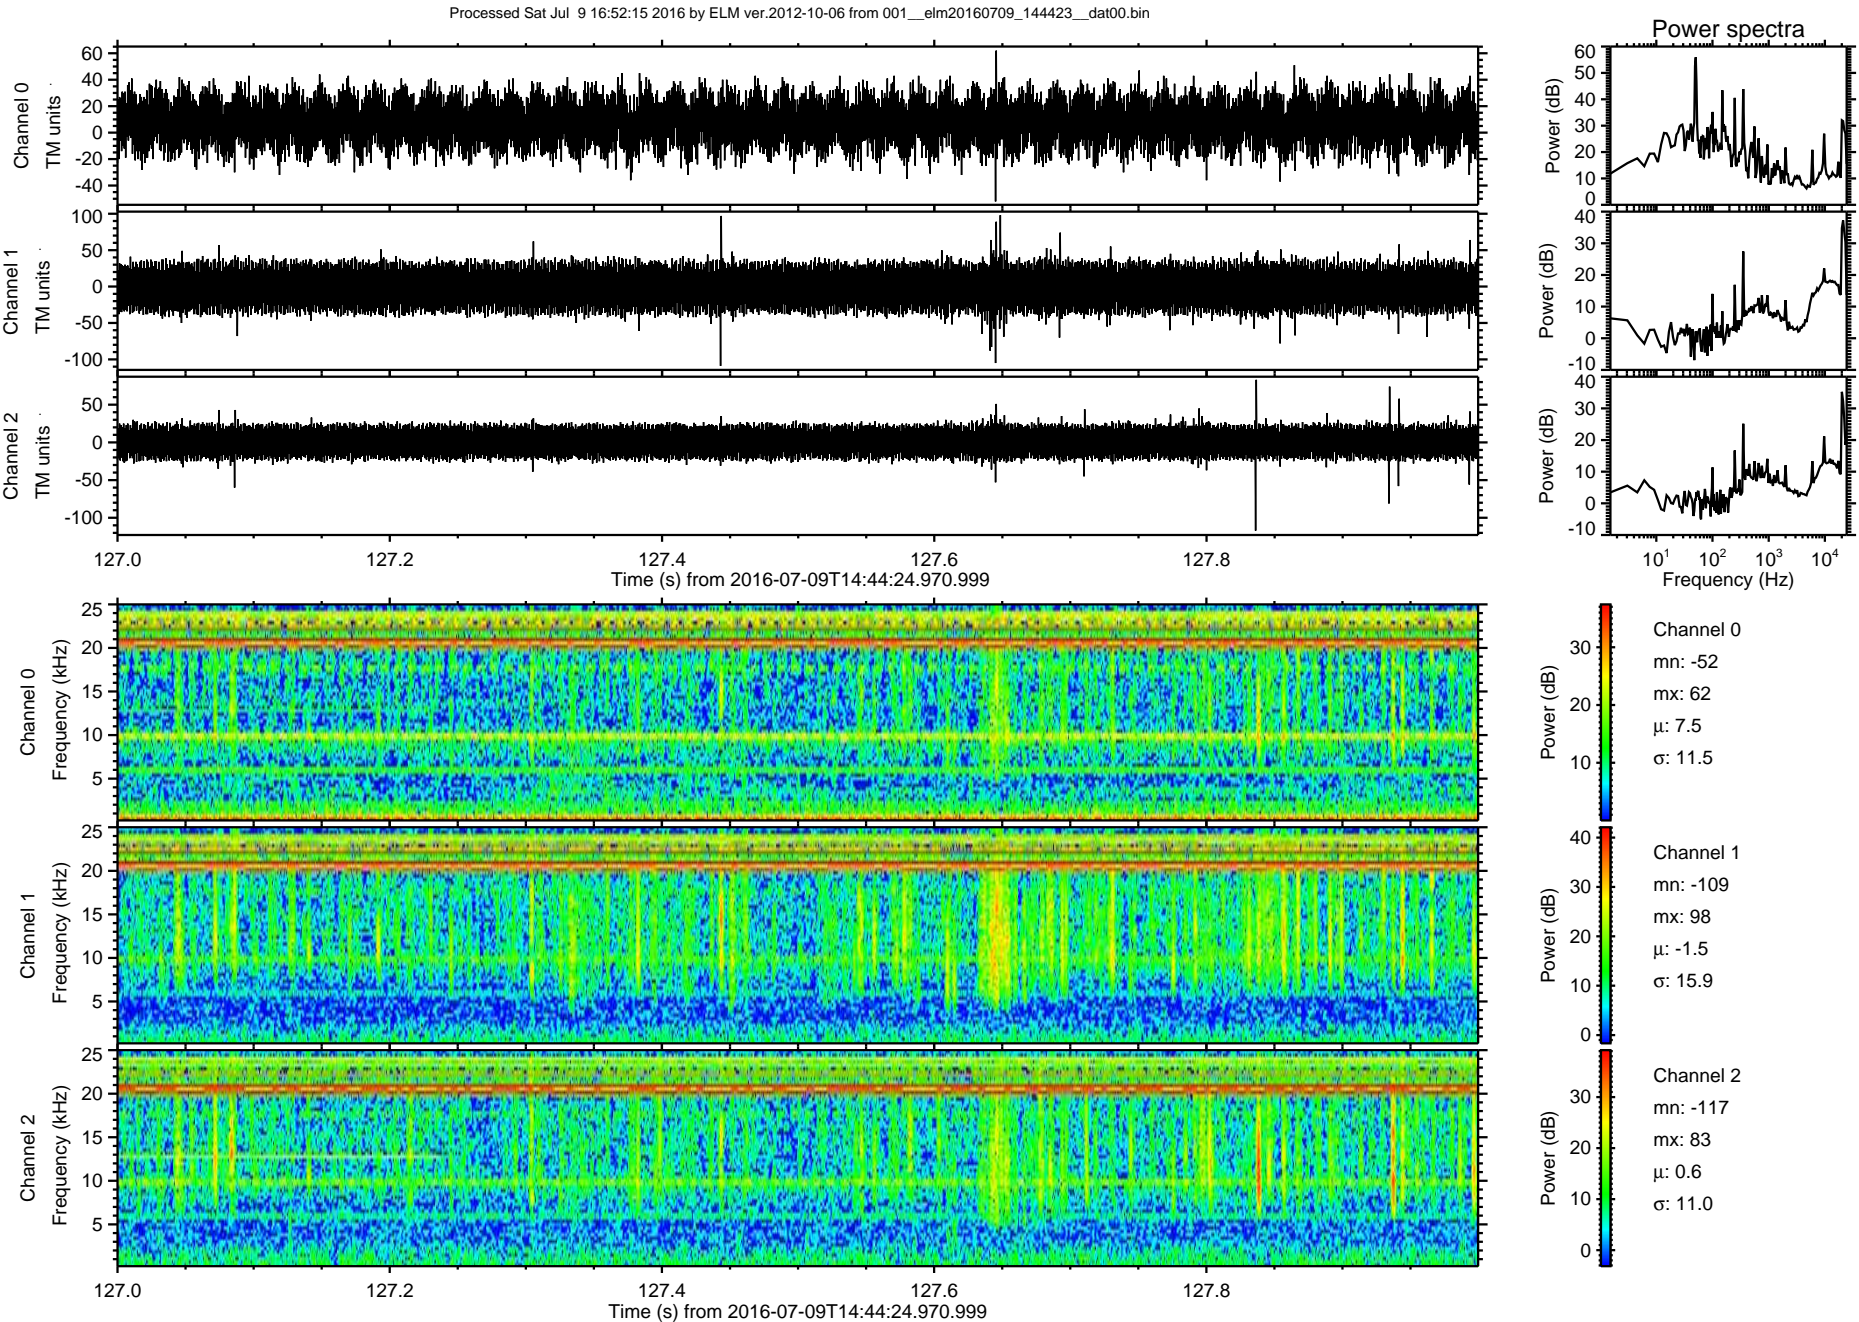 Processed Sat Jul  9 16:52:15 2016 by ELM ver.2012-10-06 from 001__elm20160709_144423__dat00.bin
Power spectra
Channel 0
TM units
60
40
20
0
-20
-40
Power (dB)
60
50
40
30
20
10
0
Channel 1
TM units
100
50
0
-50
-100
Power (dB)
40
30
20
10
0
-10
Channel 2
TM units
50
0
-50
-100
Power (dB)
40
30
20
10
0
-10
127.0
127.2
127.4
127.6
127.8
Time (s) from 2016-07-09T14:44:24.970.999
10¹
10²
10³
10⁴
Frequency (Hz)
Channel 0
Frequency (kHz)
25
20
15
10
5
Power (dB)
30
20
10
Channel 0
mn: -52
mx: 62
μ: 7.5
σ: 11.5
Channel 1
Frequency (kHz)
25
20
15
10
5
Power (dB)
40
30
20
10
0
Channel 1
mn: -109
mx: 98
μ: -1.5
σ: 15.9
Channel 2
Frequency (kHz)
25
20
15
10
5
Power (dB)
30
20
10
0
Channel 2
mn: -117
mx: 83
μ: 0.6
σ: 11.0
127.0
127.2
127.4
127.6
127.8
Time (s) from 2016-07-09T14:44:24.970.999